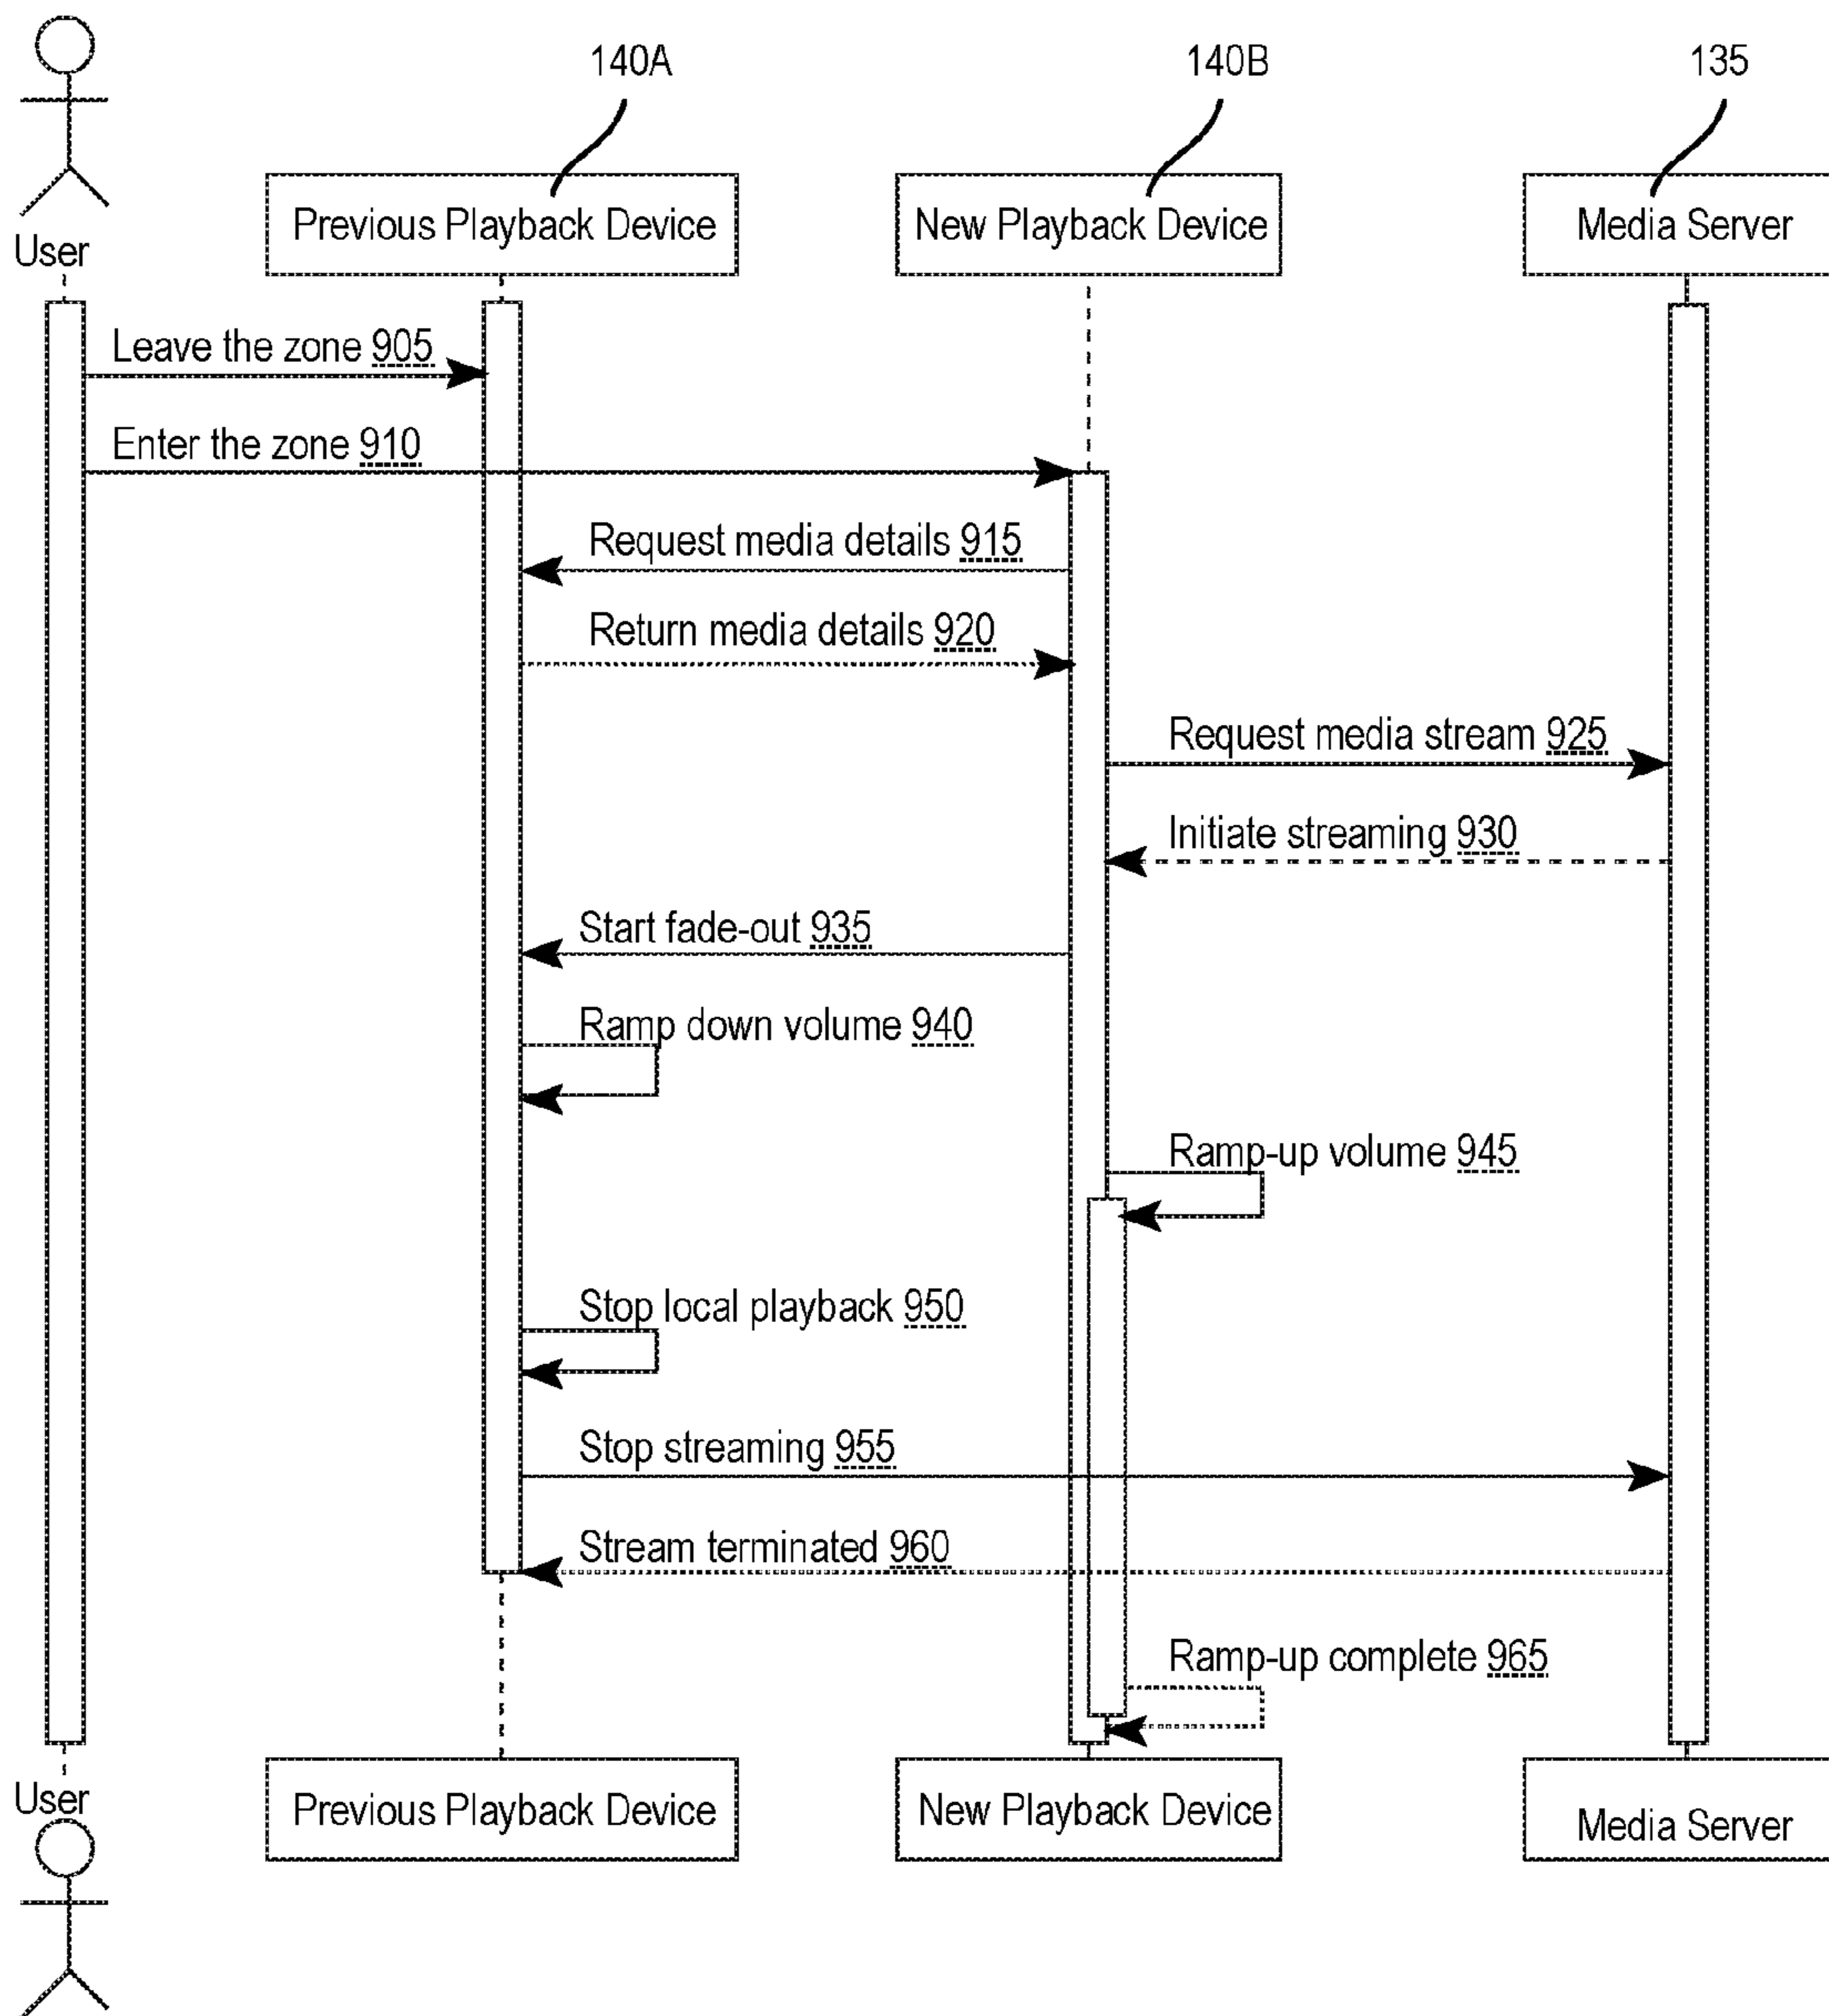 140A
140B
135
User
Previous Playback Device
New Playback Device
Media Server
Leave the zone 905
Enter the zone 910
Request media details 915
Return media details 920
Request media stream 925
Initiate streaming 930
Start fade-out 935
Ramp down volume 940
Ramp-up volume 945
Stop local playback 950
Stop streaming 955
Stream terminated 960
Ramp-up complete 965
User
Previous Playback Device
New Playback Device
Media Server